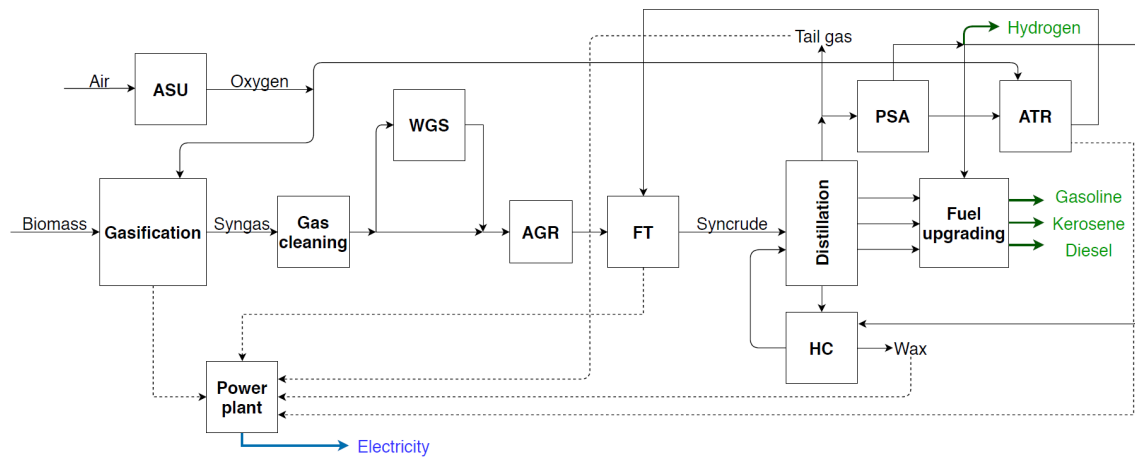 Hydrogen
Tail gas
Air
ASU
Oxygen
WGS
PSA
ATR
Biomass
Gasification
Syngas
Gas
cleaning
AGR
FT
Syncrude
Distillation
Fuel
upgrading
Gasoline
Kerosene
Diesel
HC
Wax
Power
plant
Electricity